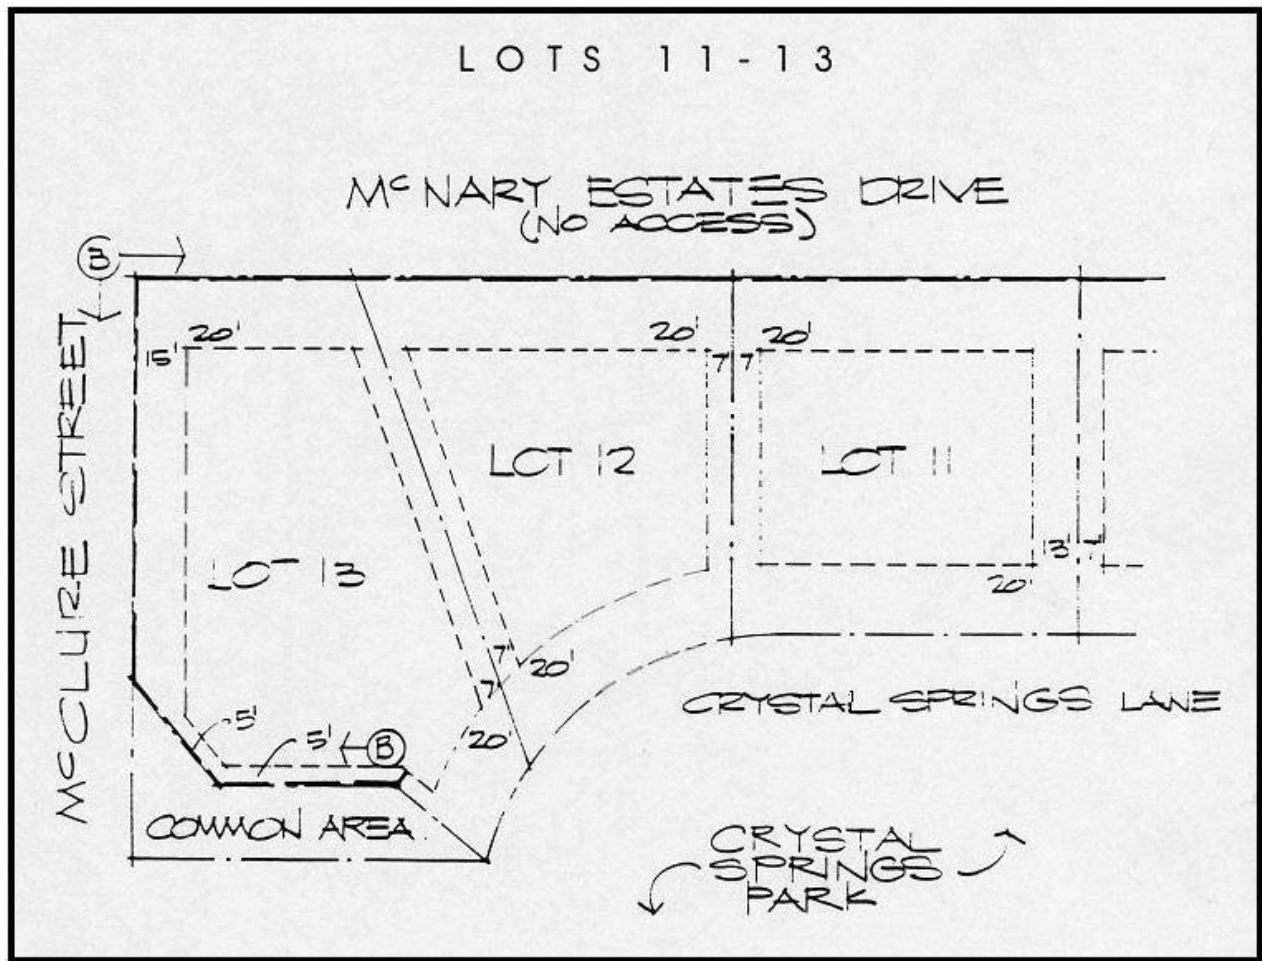 LOTS 11-13
McNARY ESTATES DRIVE
(NO ACCESS)
B
McCLURE STREET
15'
20'
20'
7'
7'
20'
LOT 12
LOT 11
LOT 13
13'
7'
20'
7'
7'
20'
20'
5'
5'
B
CRYSTAL SPRINGS LANE
COMMON AREA
CRYSTAL
SPRINGS
PARK